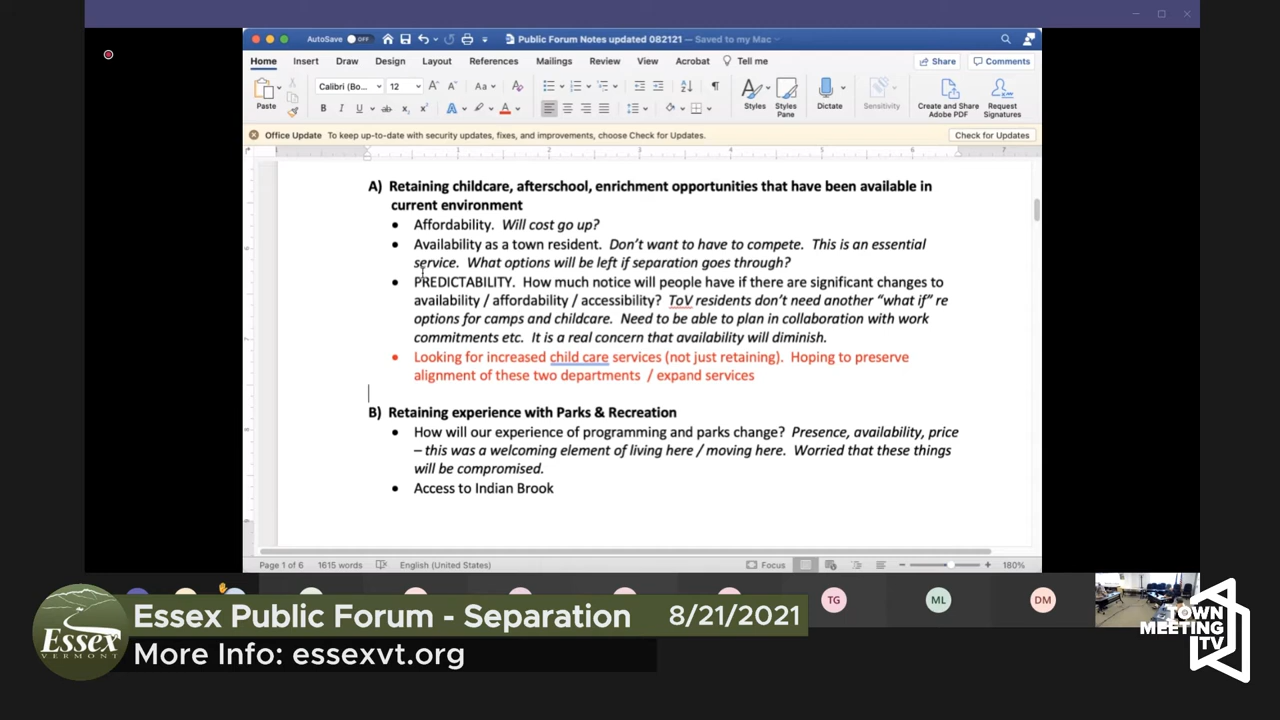 AutoSave OFF Public Forum Notes updated 082121 – Saved to my Mac
Home Insert Draw Design Layout References Mailings Review View Acrobat Tell me Share Comments
Paste Calibri (Bo... 12 Styles Styles Pane Dictate Sensitivity Create and Share Adobe PDF Request Signatures
Office Update To keep up-to-date with security updates, fixes, and improvements, choose Check for Updates. Check for Updates
1 1 2 3 4 5 6 7
A) Retaining childcare, afterschool, enrichment opportunities that have been available in
current environment
• Affordability. Will cost go up?
• Availability as a town resident. Don't want to have to compete. This is an essential
service. What options will be left if separation goes through?
• PREDICTABILITY. How much notice will people have if there are significant changes to
availability / affordability / accessibility? ToV residents don't need another “what if” re
options for camps and childcare. Need to be able to plan in collaboration with work
commitments etc. It is a real concern that availability will diminish.
• Looking for increased child care services (not just retaining). Hoping to preserve
alignment of these two departments / expand services
B) Retaining experience with Parks & Recreation
• How will our experience of programming and parks change? Presence, availability, price
– this was a welcoming element of living here / moving here. Worried that these things
will be compromised.
• Access to Indian Brook
Page 1 of 6 1615 words English (United States) Focus 180%
TG ML DM
Essex Public Forum - Separation 8/21/2021
More Info: essexvt.org
Essex
VERMONT
TOWN
MEETING
TV